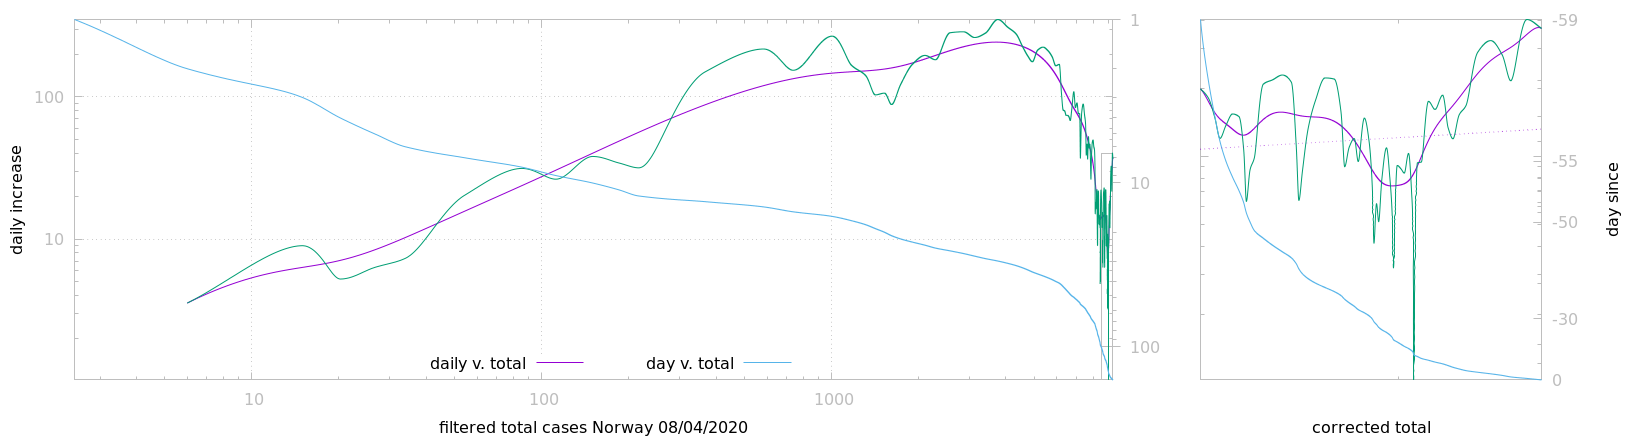 daily increase
100
10
10
100
1000
1
10
100
daily v. total
day v. total
filtered total cases Norway 08/04/2020
-59
-55
-50
-30
0
day since
corrected total